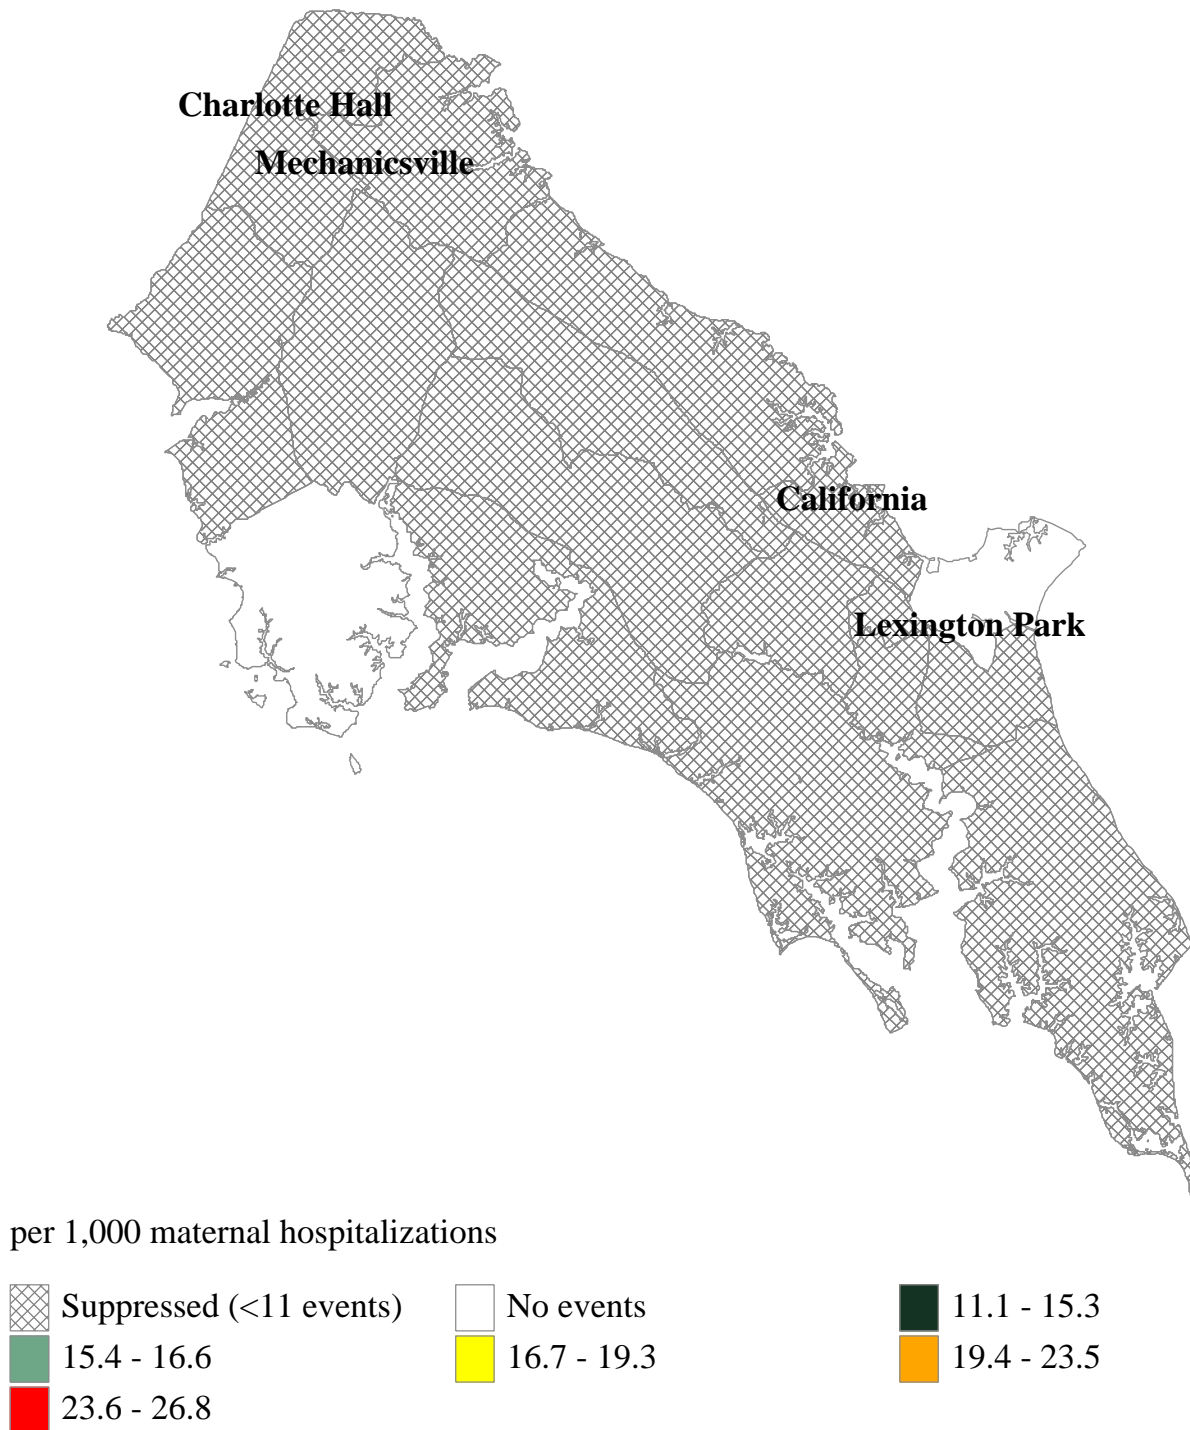 Charlotte Hall
Mechanicsville
California
Lexington Park
per 1,000 maternal hospitalizations
Suppressed (<11 events)
No events
11.1 - 15.3
15.4 - 16.6
16.7 - 19.3
19.4 - 23.5
23.6 - 26.8